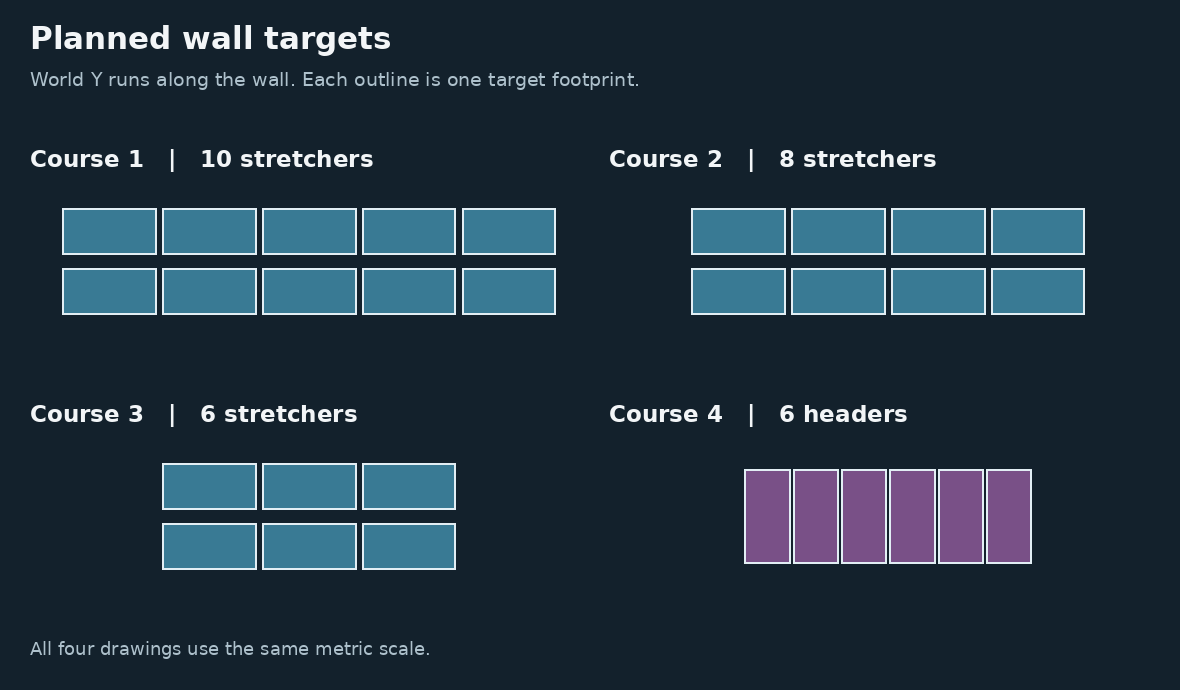 Planned wall targets
World Y runs along the wall. Each outline is one target footprint.
Course 1 | 10 stretchers
Course 2 | 8 stretchers
Course 3 | 6 stretchers
Course 4 | 6 headers
All four drawings use the same metric scale.